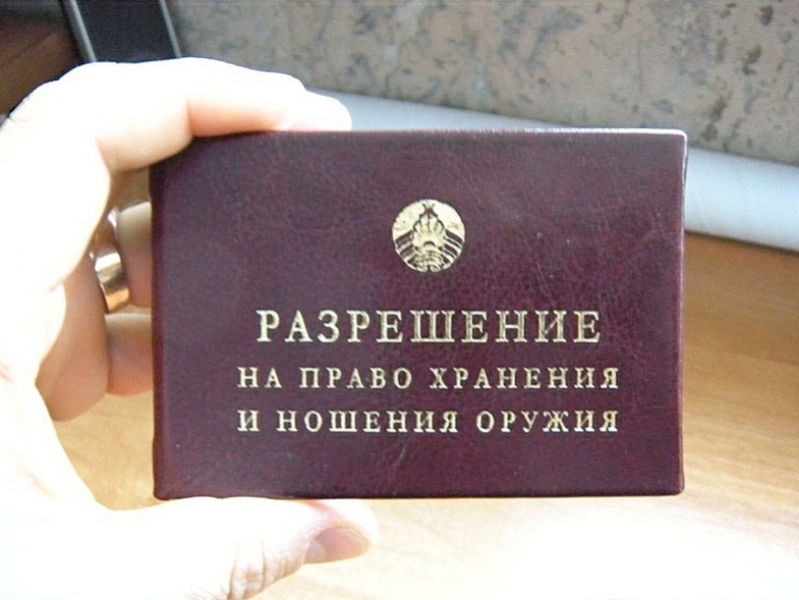 РАЗРЕШЕНИЕ
НА ПРАВО ХРАНЕНИЯ
И НОШЕНИЯ ОРУЖИЯ